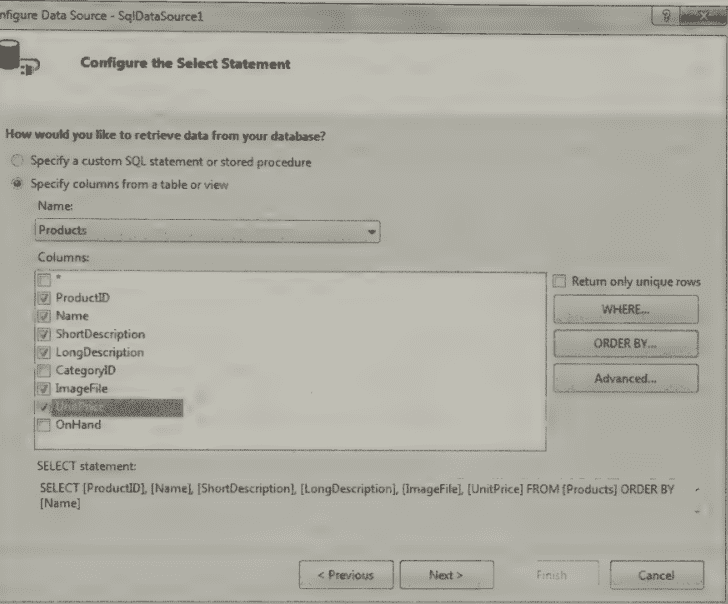 nfigure Data Source - SqlDataSource1
Configure the Select Statement
How would you like to retrieve data from your database?
Specify a custom SQL statement or stored procedure
Specify columns from a table or view
Name:
Products
Columns:
*
Return only unique rows
ProductID
Name
WHERE...
ShortDescription
LongDescription
ORDER BY...
CategoryID
ImageFile
Advanced...
OnHand
SELECT statement:
SELECT [ProductID], [Name], [ShortDescription], [LongDescription], [ImageFile], [UnitPrice] FROM [Products] ORDER BY
[Name]
< Previous
Next >
Finish
Cancel